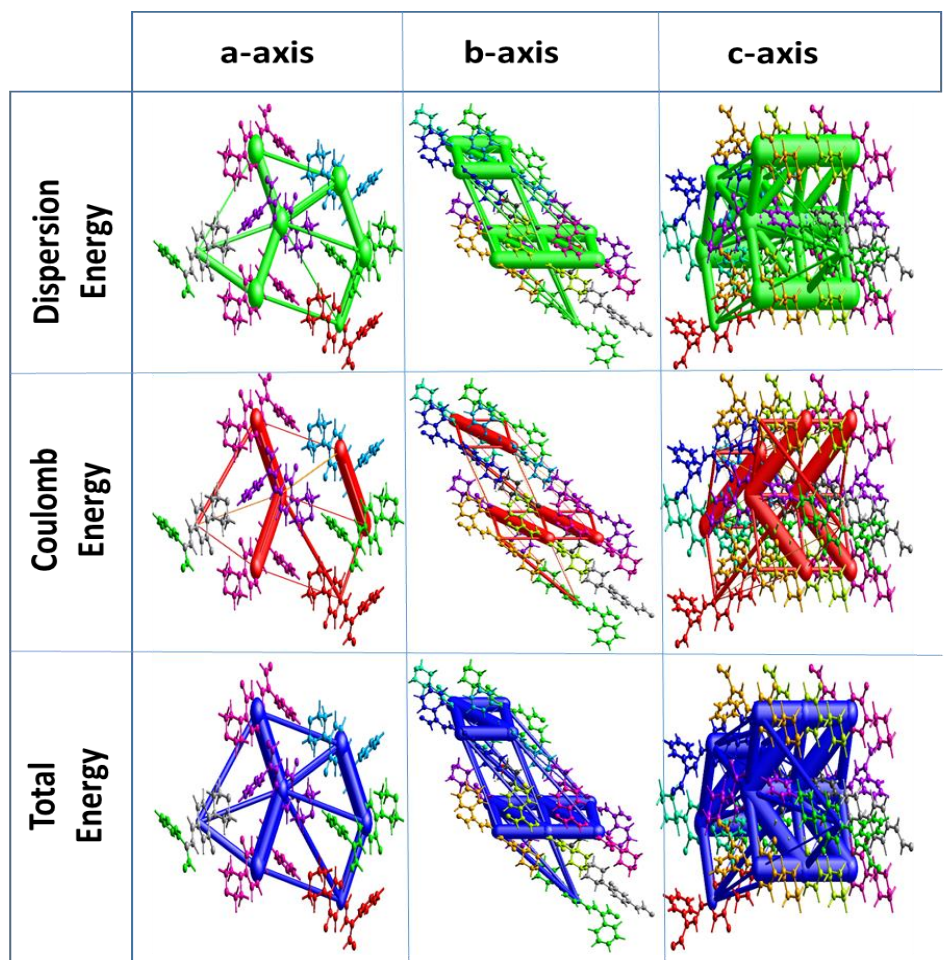 a-axis
b-axis
c-axis
Dispersion
Energy
Coulomb
Energy
Total
Energy